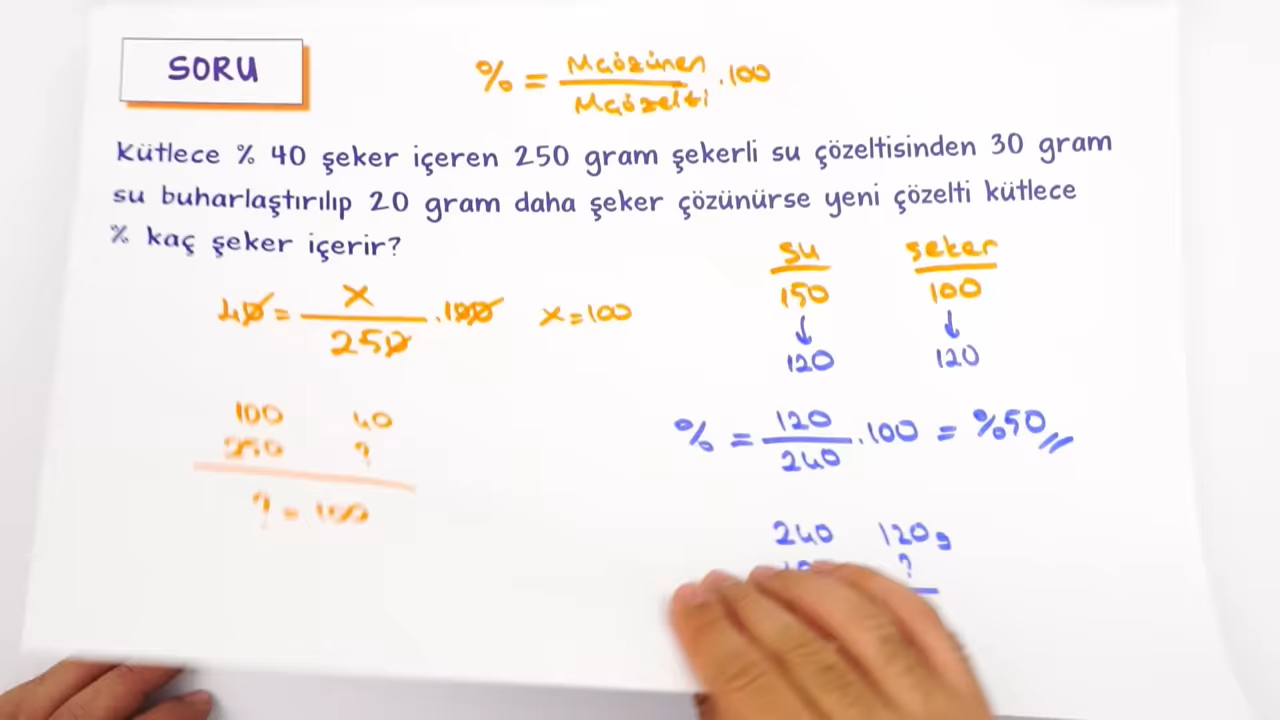 SORU
% = mçözünen / mçözelti .100
Kütlece % 40 şeker içeren 250 gram şekerli su çözeltisinden 30 gram
su buharlaştırılıp 20 gram daha şeker çözünürse yeni çözelti kütlece
% kaç şeker içerir?
40 = x / 250 .100 x = 100
100 40
250 ?
? = 100
su şeker
150 100
↓ ↓
120 120
% = 120 / 240 .100 = %50
240 120g
?